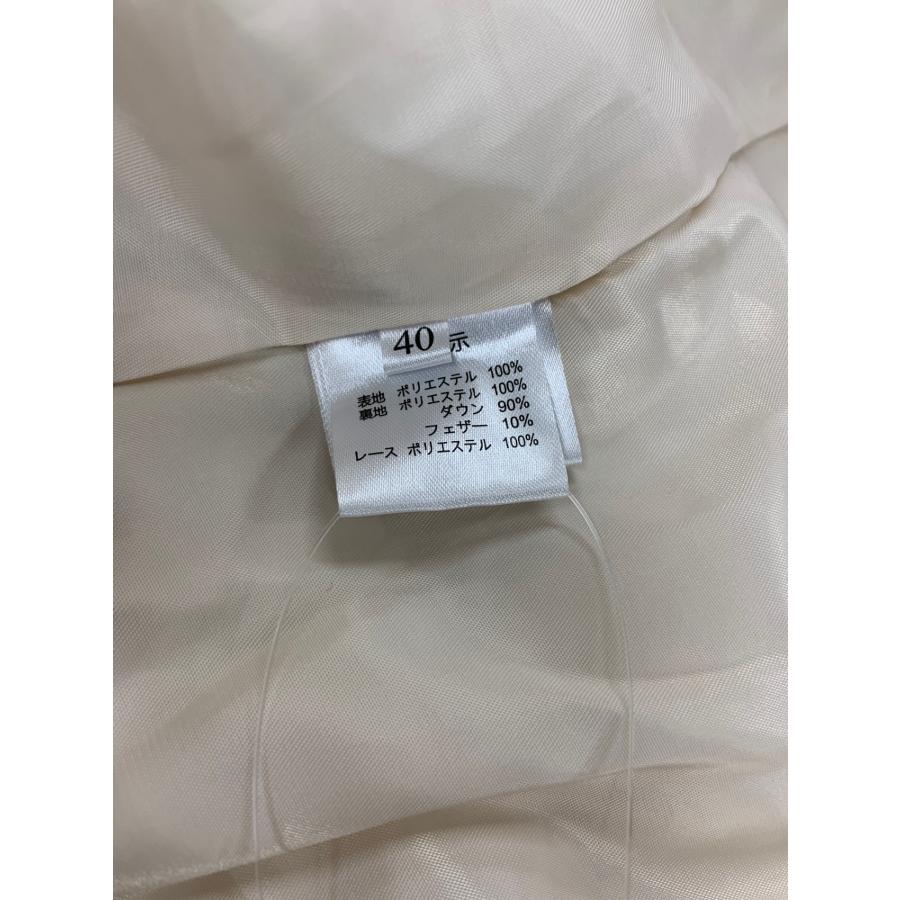 40
示
表地 ポリエステル 100%
裏地 ポリエステル 100%
ダウン 90%
フェザー 10%
レース ポリエステル 100%